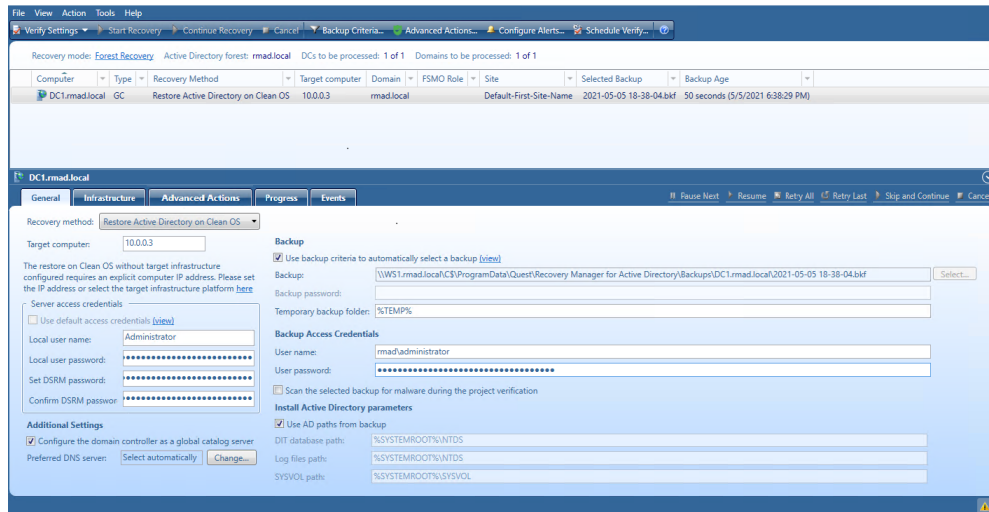 File View Action Tools Help
Verify Settings Start Recovery Continue Recovery Cancel Backup Criteria... Advanced Actions... Configure Alerts... Schedule Verify...
Recovery mode: Forest Recovery Active Directory forest: rmad.local DCs to be processed: 1 of 1 Domains to be processed: 1 of 1
Computer Type Recovery Method Target computer Domain FSMO Role Site Selected Backup Backup Age
DC1.rmad.local GC Restore Active Directory on Clean OS 10.0.0.3 rmad.local Default-First-Site-Name 2021-05-05 18-38-04.bkf 50 seconds (5/5/2021 6:38:29 PM)
DC1.rmad.local
General Infrastructure Advanced Actions Progress Events Pause Next Resume Retry All Retry Last Skip and Continue Cance
Recovery method: Restore Active Directory on Clean OS
Target computer: 10.0.0.3
The restore on Clean OS without target infrastructure
configured requires an explicit computer IP address. Please set
the IP address or select the target infrastructure platform here
Server access credentials
Use default access credentials (view)
Local user name: Administrator
Local user password:
Set DSRM password:
Confirm DSRM passwor
Additional Settings
Configure the domain controller as a global catalog server
Preferred DNS server: Select automatically Change...
Backup
Use backup criteria to automatically select a backup (view)
Backup: \\WS1.rmad.local\C$\ProgramData\Quest\Recovery Manager for Active Directory\Backups\DC1.rmad.local\2021-05-05 18-38-04.bkf Select...
Backup password:
Temporary backup folder: %TEMP%
Backup Access Credentials
User name: rmad\administrator
User password:
Scan the selected backup for malware during the project verification
Install Active Directory parameters
Use AD paths from backup
DIT database path: %SYSTEMROOT%\NTDS
Log files path: %SYSTEMROOT%\NTDS
SYSVOL path: %SYSTEMROOT%\SYSVOL